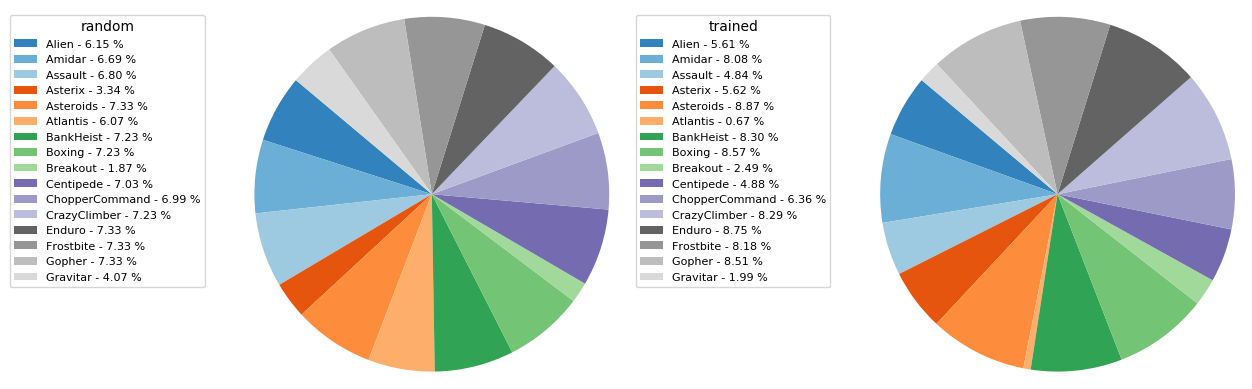 random
Alien - 6.15 %
Amidar - 6.69 %
Assault - 6.80 %
Asterix - 3.34 %
Asteroids - 7.33 %
Atlantis - 6.07 %
BankHeist - 7.23 %
Boxing - 7.23 %
Breakout - 1.87 %
Centipede - 7.03 %
ChopperCommand - 6.99 %
CrazyClimber - 7.23 %
Enduro - 7.33 %
Frostbite - 7.33 %
Gopher - 7.33 %
Gravitar - 4.07 %
trained
Alien - 5.61 %
Amidar - 8.08 %
Assault - 4.84 %
Asterix - 5.62 %
Asteroids - 8.87 %
Atlantis - 0.67 %
BankHeist - 8.30 %
Boxing - 8.57 %
Breakout - 2.49 %
Centipede - 4.88 %
ChopperCommand - 6.36 %
CrazyClimber - 8.29 %
Enduro - 8.75 %
Frostbite - 8.18 %
Gopher - 8.51 %
Gravitar - 1.99 %